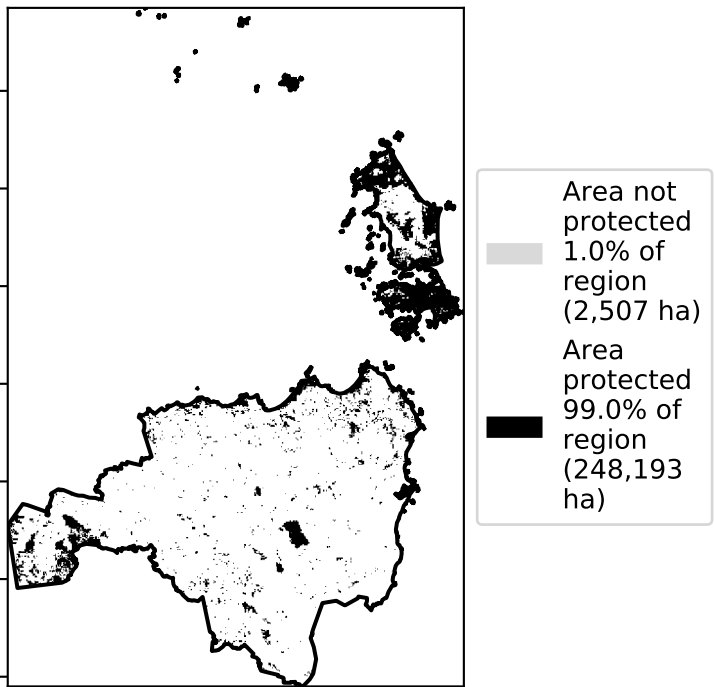 Area not
protected
1.0% of
region
(2,507 ha)
Area
protected
99.0% of
region
(248,193
ha)